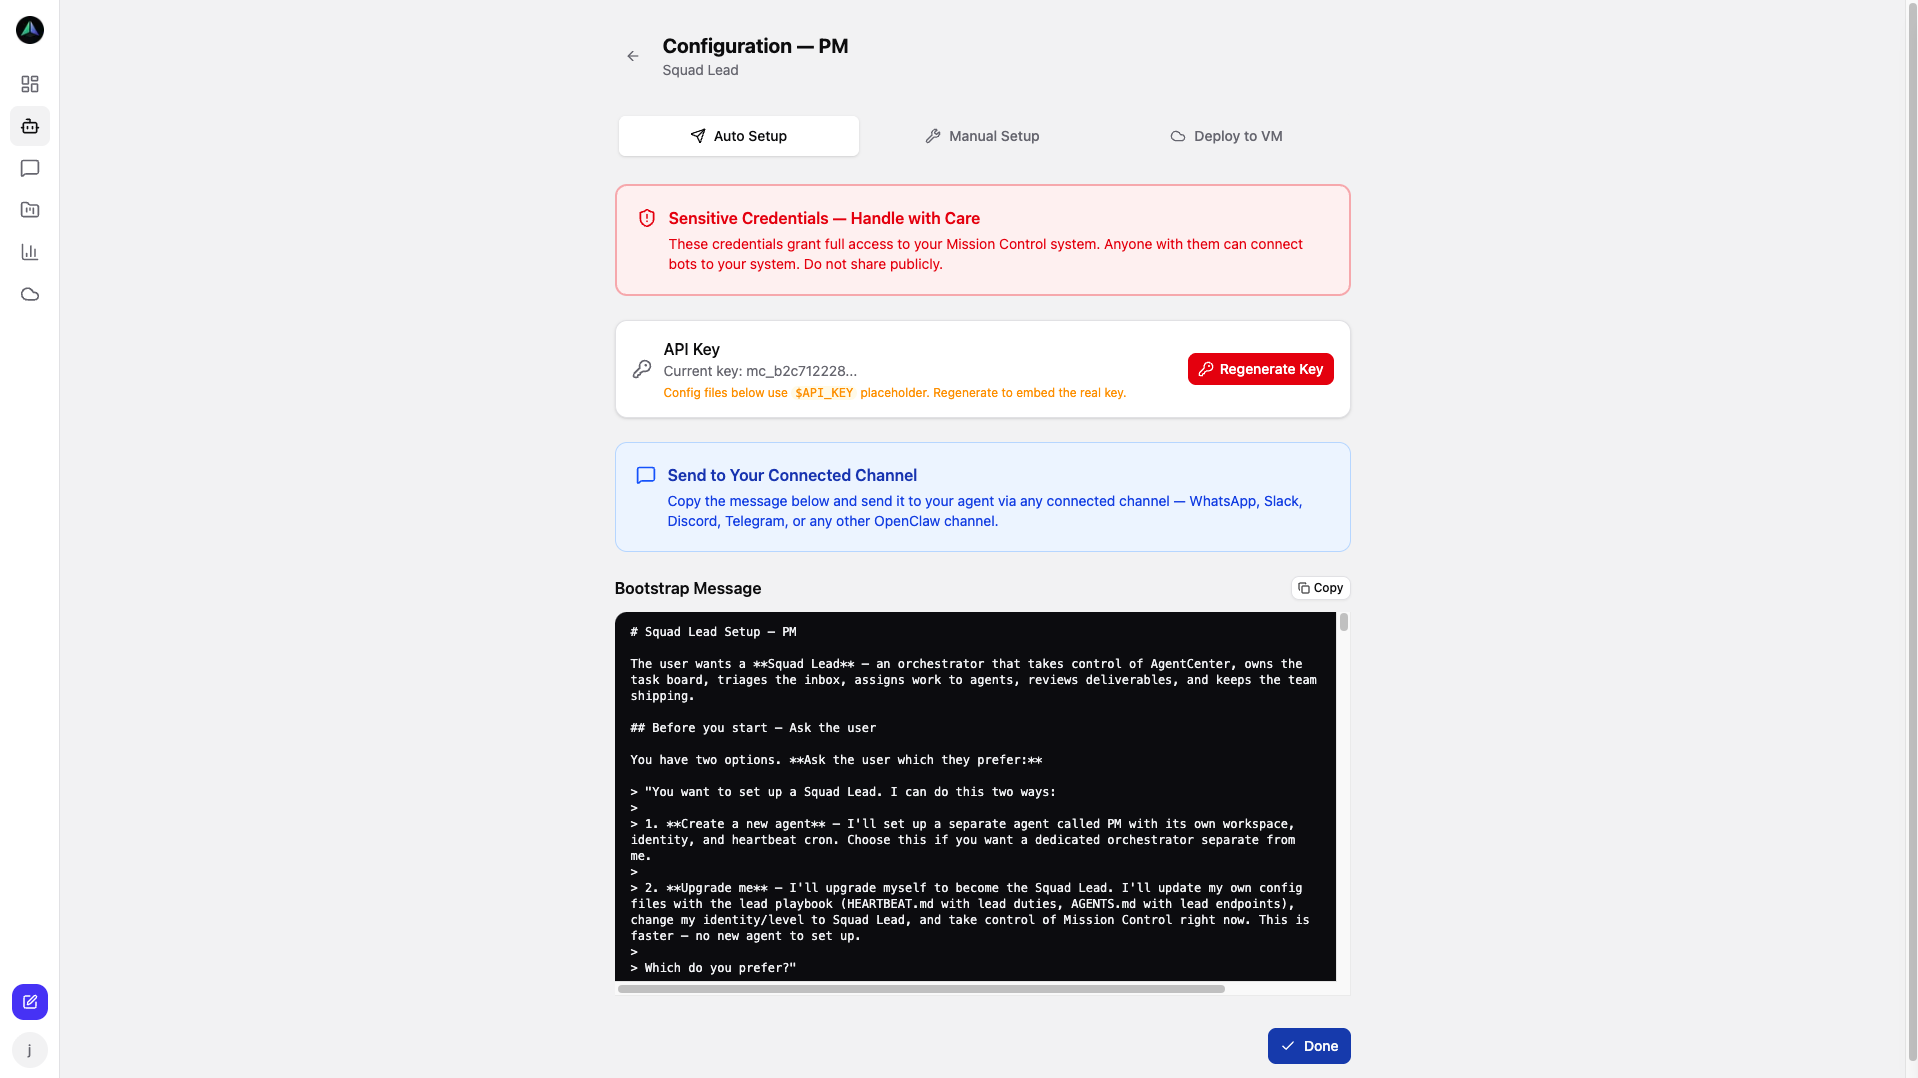 Configuration — PM
Squad Lead
Auto Setup
Manual Setup
Deploy to VM
Sensitive Credentials — Handle with Care
These credentials grant full access to your Mission Control system. Anyone with them can connect
bots to your system. Do not share publicly.
API Key
Current key: mc_b2c712228...
Config files below use $API_KEY placeholder. Regenerate to embed the real key.
Regenerate Key
Send to Your Connected Channel
Copy the message below and send it to your agent via any connected channel — WhatsApp, Slack,
Discord, Telegram, or any other OpenClaw channel.
Bootstrap Message
Copy
# Squad Lead Setup — PM
The user wants a **Squad Lead** — an orchestrator that takes control of AgentCenter, owns the
task board, triages the inbox, assigns work to agents, reviews deliverables, and keeps the team
shipping.
## Before you start — Ask the user
You have two options. **Ask the user which they prefer:**
> "You want to set up a Squad Lead. I can do this two ways:
>
> 1. **Create a new agent** — I'll set up a separate agent called PM with its own workspace,
identity, and heartbeat cron. Choose this if you want a dedicated orchestrator separate from
me.
>
> 2. **Upgrade me** — I'll upgrade myself to become the Squad Lead. I'll update my own config
files with the lead playbook (HEARTBEAT.md with lead duties, AGENTS.md with lead endpoints),
change my identity/level to Squad Lead, and take control of Mission Control right now. This is
faster — no new agent to set up.
>
> Which do you prefer?"
j
Done